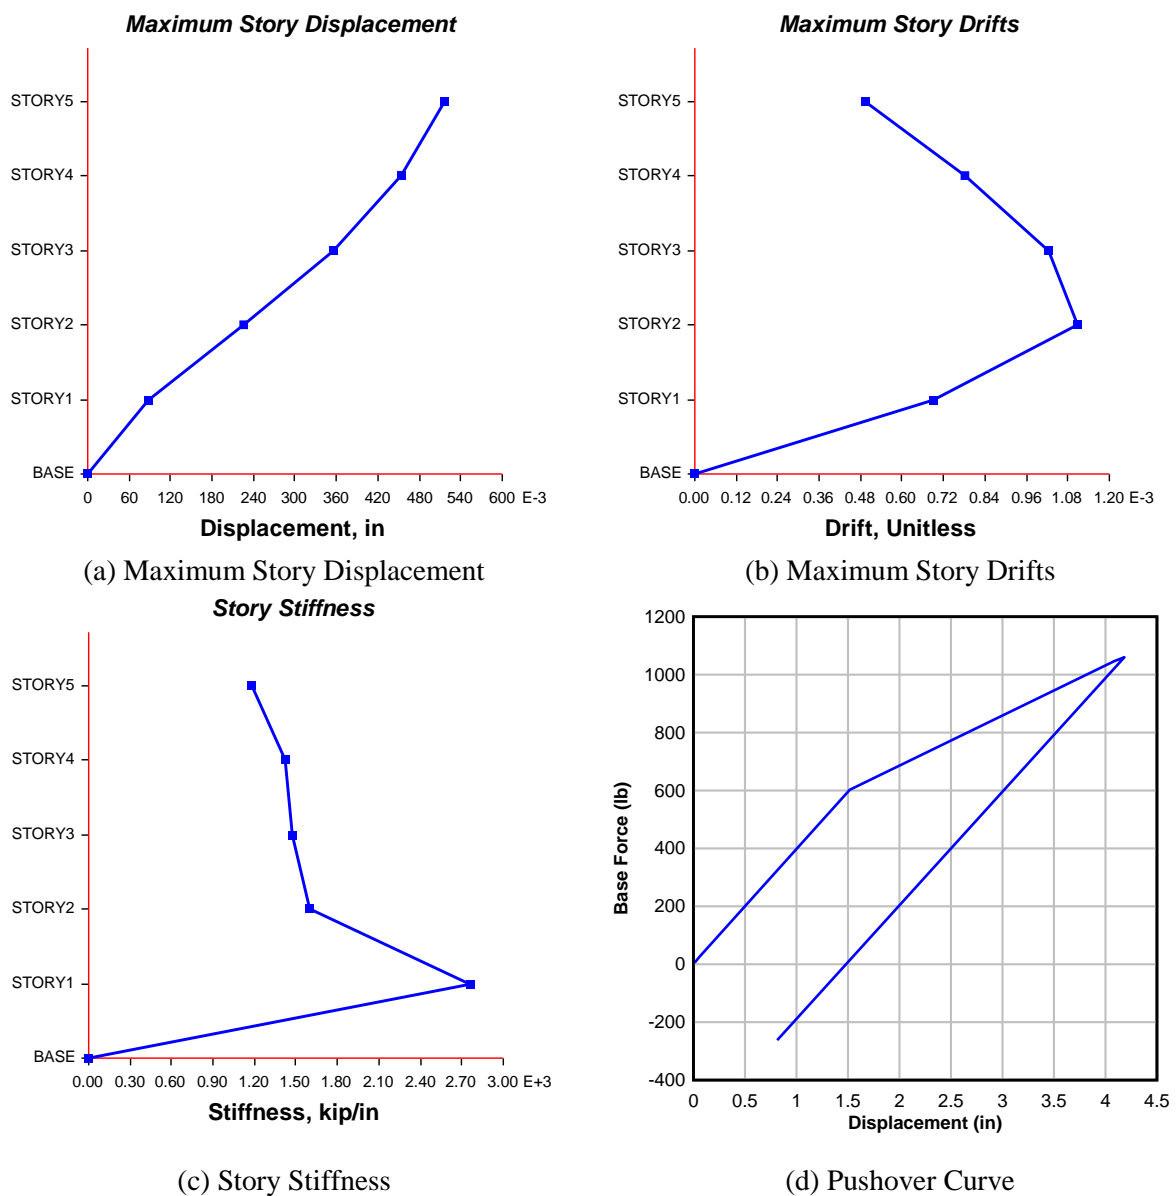 Maximum Story Displacement
STORY5
STORY4
STORY3
STORY2
STORY1
BASE
0 60 120 180 240 300 360 420 480 540 600 E-3
Displacement, in
(a) Maximum Story Displacement
Maximum Story Drifts
STORY5
STORY4
STORY3
STORY2
STORY1
BASE
0.00 0.12 0.24 0.36 0.48 0.60 0.72 0.84 0.96 1.08 1.20 E-3
Drift, Unitless
(b) Maximum Story Drifts
Story Stiffness
STORY5
STORY4
STORY3
STORY2
STORY1
BASE
0.00 0.30 0.60 0.90 1.20 1.50 1.80 2.10 2.40 2.70 3.00 E+3
Stiffness, kip/in
(c) Story Stiffness
1200
1000
800
600
400
200
0
-200
-400
Base Force (lb)
0 0.5 1 1.5 2 2.5 3 3.5 4 4.5
Displacement (in)
(d) Pushover Curve